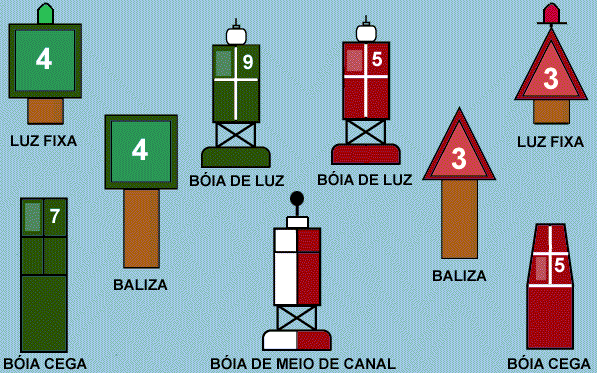 4
LUZ FIXA
9
BÓIA DE LUZ
5
BÓIA DE LUZ
3
LUZ FIXA
4
BALIZA
3
BALIZA
7
BÓIA CEGA
BÓIA DE MEIO DE CANAL
5
BÓIA CEGA